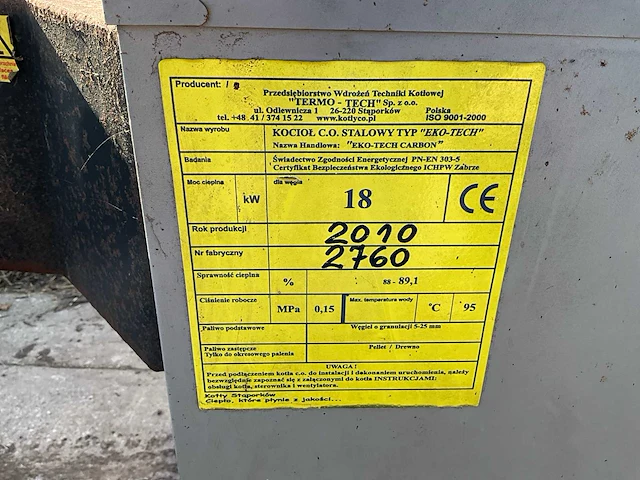 Producent:
Przedsiębiorstwo Wdrożeń Techniki Kotłowej
"TERMO - TECH" Sp. z o.o.
ul. Odlewnicza 1 26-220 Stąporków Polska
tel.+48 41/ 374 15 22 www.kotlyco.pl ISO 9001-2000
Nazwa wyrobu
KOCIOŁ C.O. STALOWY TYP "EKO-TECH"
Nazwa Handlowa: "EKO-TECH CARBON"
Badania
Świadectwo Zgodności Energetycznej PN-EN 303-5
Certyfikat Bezpieczeństwa Ekologicznego ICHPW Zabrze
Moc cieplna kW dla węgla 18 CE
Rok produkcji 2010
Nr fabryczny 2760
Sprawność cieplna % 88 - 89,1
Ciśnienie robocze MPa 0,15 Max. temperatura wody °C 95
Paliwo podstawowe Węgiel o granulacji 5-25 mm
Paliwo zastępcze Pellet / Drewno
Tylko do okresowego palenia
UWAGA !
Przed podłączeniem kotła c.o. do instalacji i dokonaniem uruchomienia, należy
bezwzględnie zapoznać się z załączonymi do kotła INSTRUKCJAMI:
obsługi kotła, sterownika i wentylatora.
Kotły Stąporków
Ciepło, które płynie z jakości...